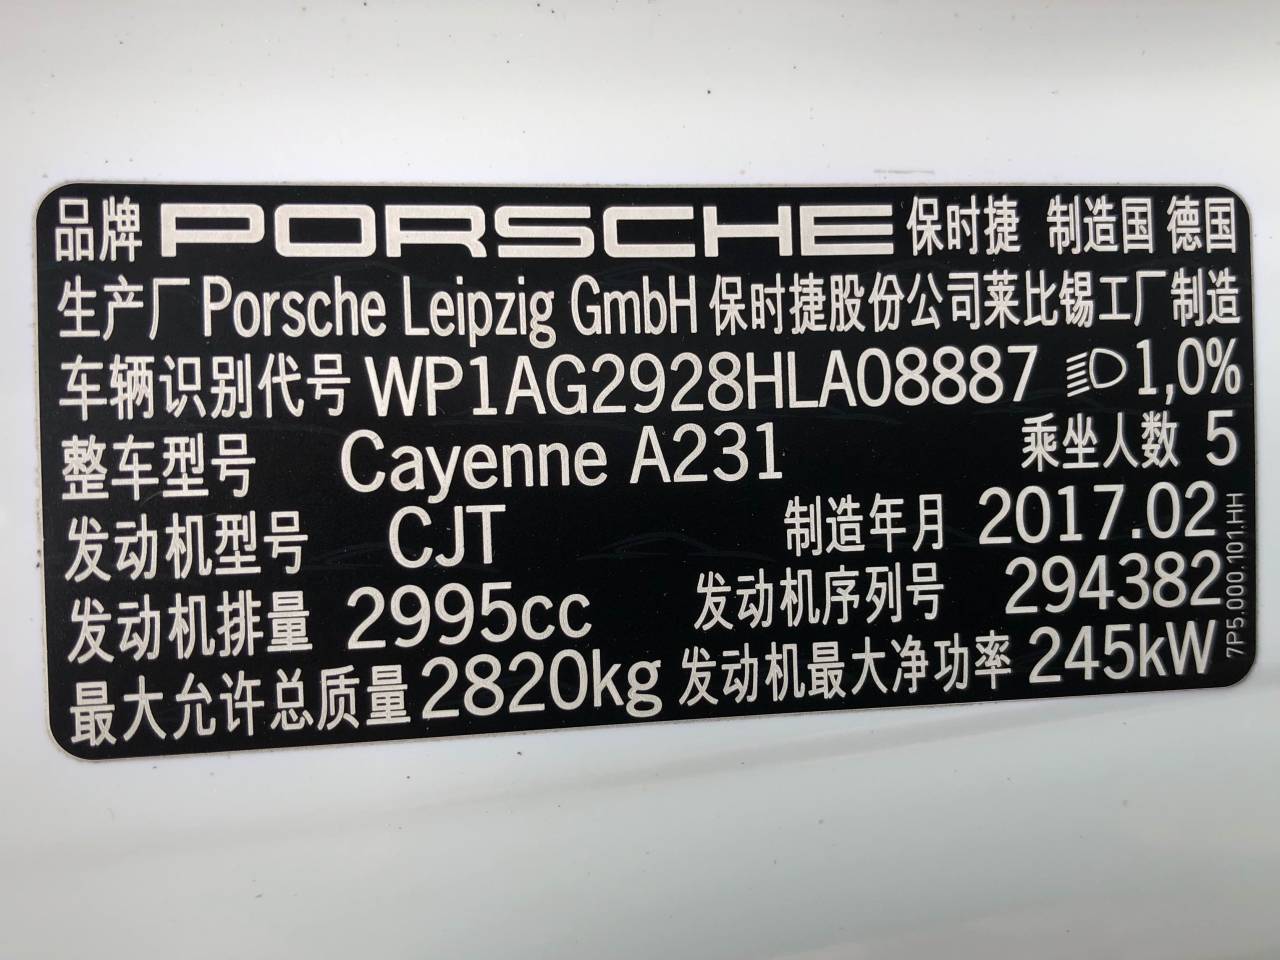 品牌 PORSCHE 保时捷 制造国 德国
生产厂 Porsche Leipzig GmbH 保时捷股份公司莱比锡工厂制造
车辆识别代号 WP1AG2928HLA08887 1,0%
整车型号 Cayenne A231 乘坐人数 5
发动机型号 CJT 制造年月 2017.02
发动机排量 2995cc 发动机序列号 294382
最大允许总质量 2820kg 发动机最大净功率 245kW
7P5.000.101.HH